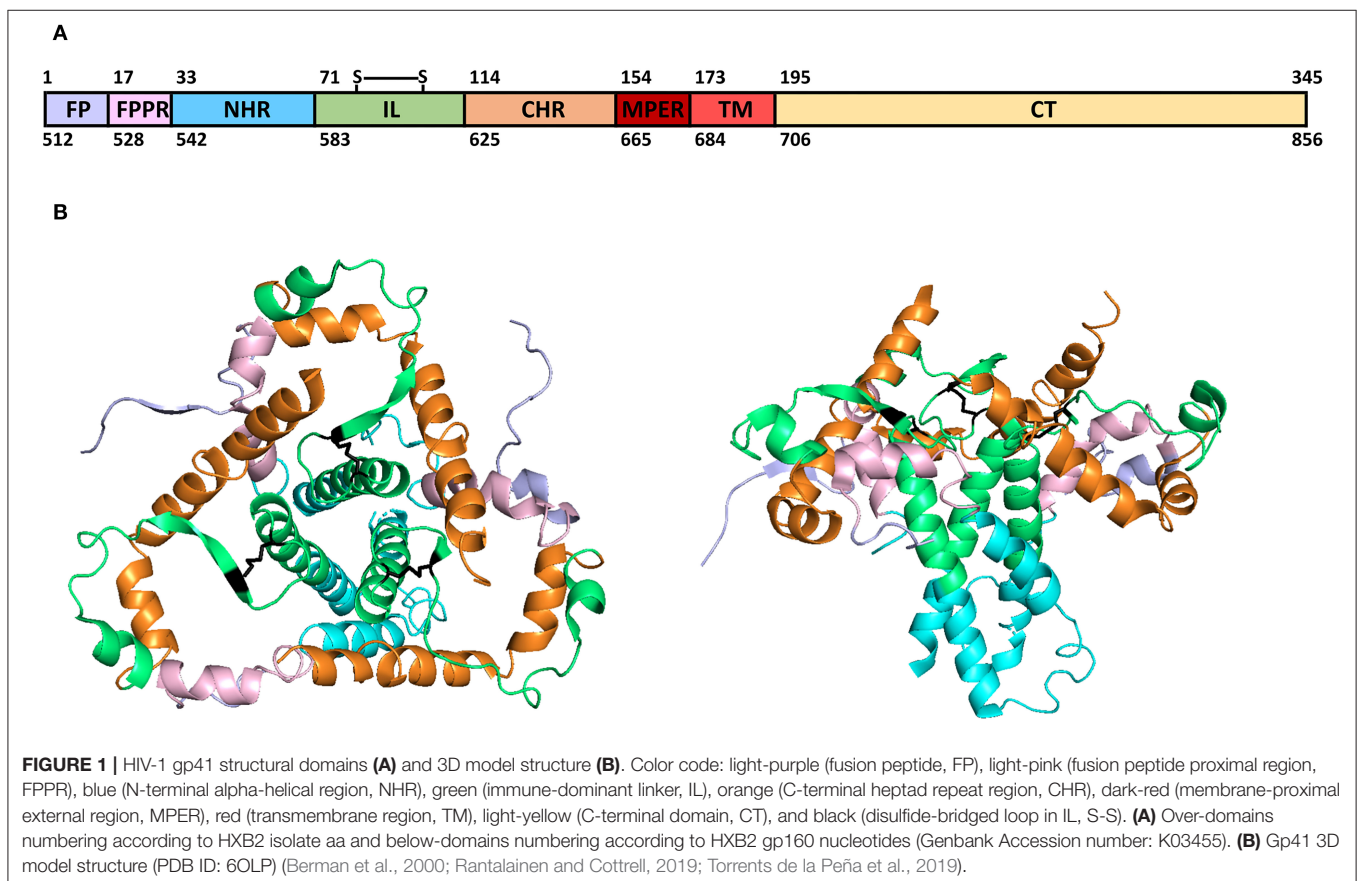 A
1 17 33 71 S S 114 154 173 195 345
FP FPPR NHR IL CHR MPER TM CT
512 528 542 583 625 665 684 706 856
B
FIGURE 1 | HIV-1 gp41 structural domains (A) and 3D model structure (B). Color code: light-purple (fusion peptide, FP), light-pink (fusion peptide proximal region,
FPPR), blue (N-terminal alpha-helical region, NHR), green (immune-dominant linker, IL), orange (C-terminal heptad repeat region, CHR), dark-red (membrane-proximal
external region, MPER), red (transmembrane region, TM), light-yellow (C-terminal domain, CT), and black (disulfide-bridged loop in IL, S-S). (A) Over-domains
numbering according to HXB2 isolate aa and below-domains numbering according to HXB2 gp160 nucleotides (Genbank Accession number: K03455). (B) Gp41 3D
model structure (PDB ID: 6OLP) (Berman et al., 2000; Rantalainen and Cottrell, 2019; Torrents de la Peña et al., 2019).